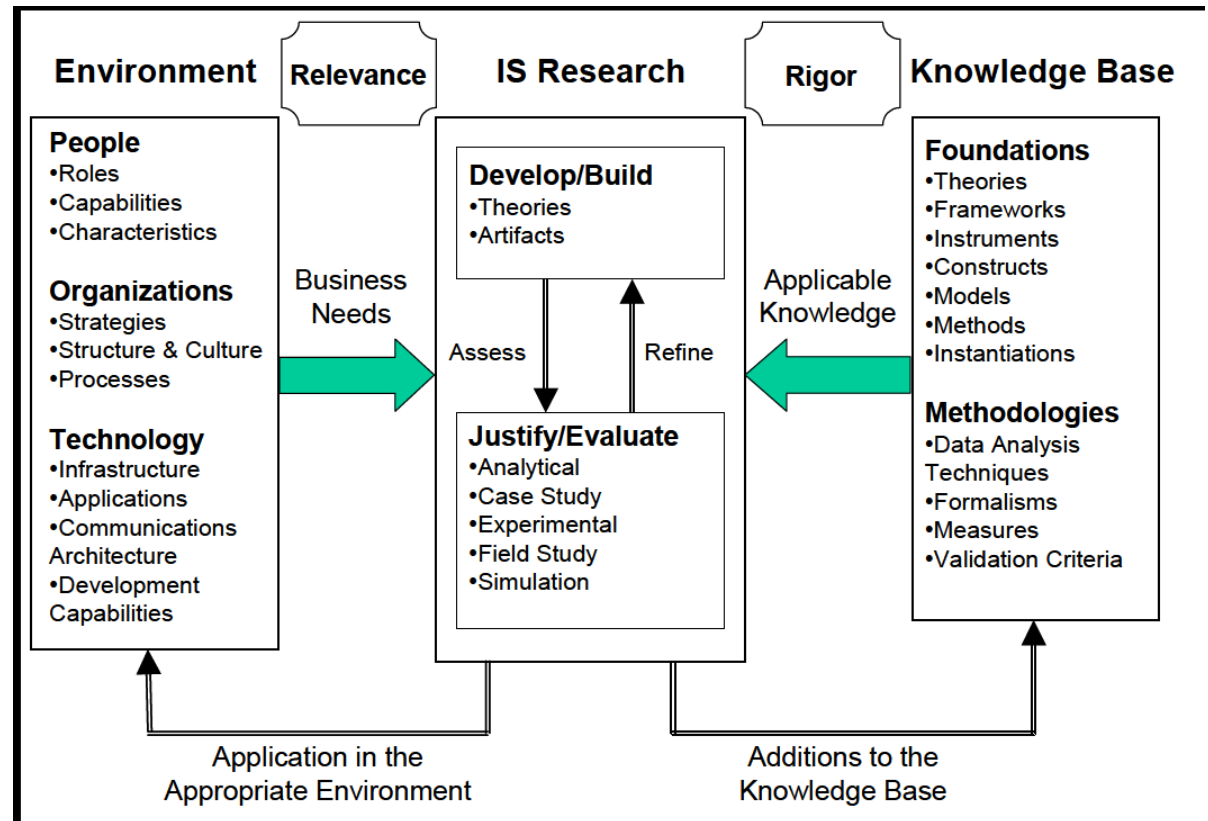 Environment
Relevance
IS Research
Rigor
Knowledge Base
People
•Roles
•Capabilities
•Characteristics
Organizations
•Strategies
•Structure & Culture
•Processes
Technology
•Infrastructure
•Applications
•Communications
Architecture
•Development
Capabilities
Business
Needs
Develop/Build
•Theories
•Artifacts
Assess
Refine
Justify/Evaluate
•Analytical
•Case Study
•Experimental
•Field Study
•Simulation
Applicable
Knowledge
Foundations
•Theories
•Frameworks
•Instruments
•Constructs
•Models
•Methods
•Instantiations
Methodologies
•Data Analysis
Techniques
•Formalisms
•Measures
•Validation Criteria
Application in the
Appropriate Environment
Additions to the
Knowledge Base